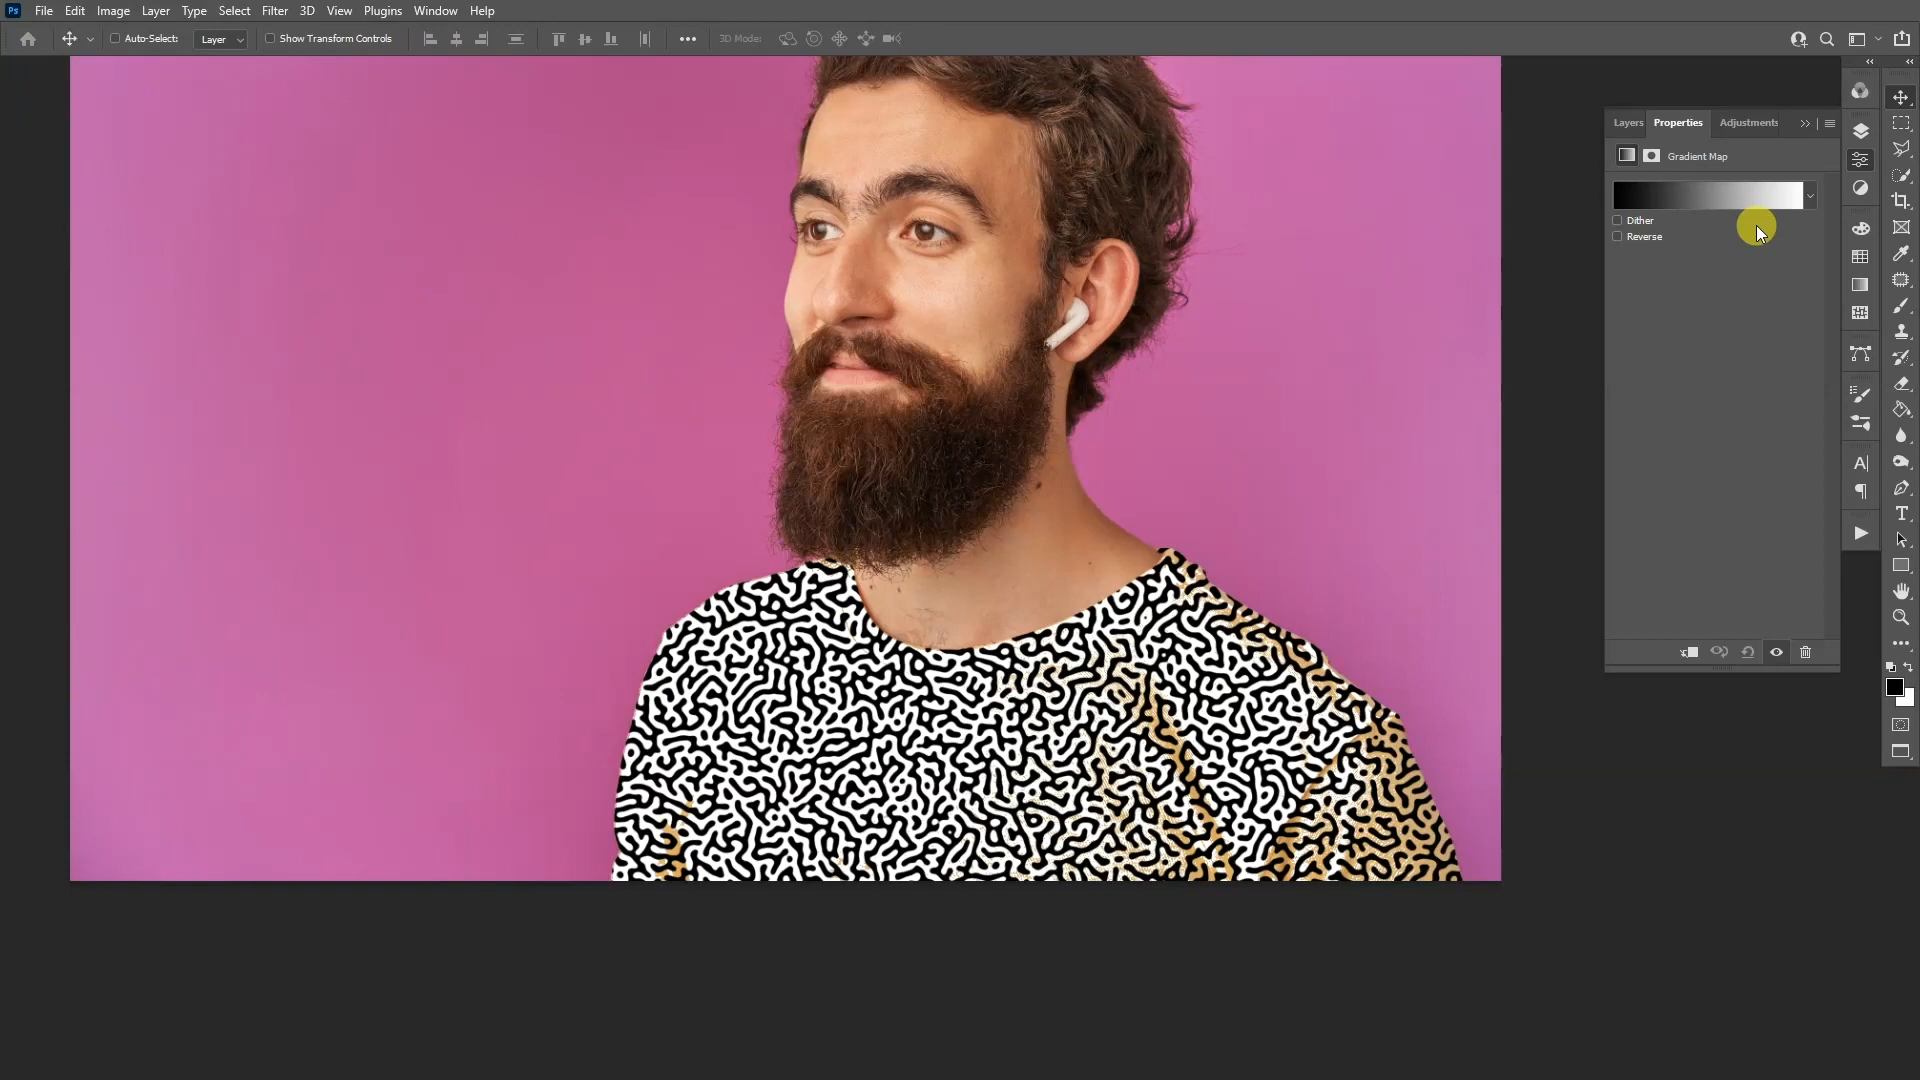 Ps File Edit Image Layer Type Select Filter 3D View Plugins Window Help
Auto-Select: Layer Show Transform Controls 3D Mode:
Layers Properties Adjustments
Gradient Map
Dither
Reverse